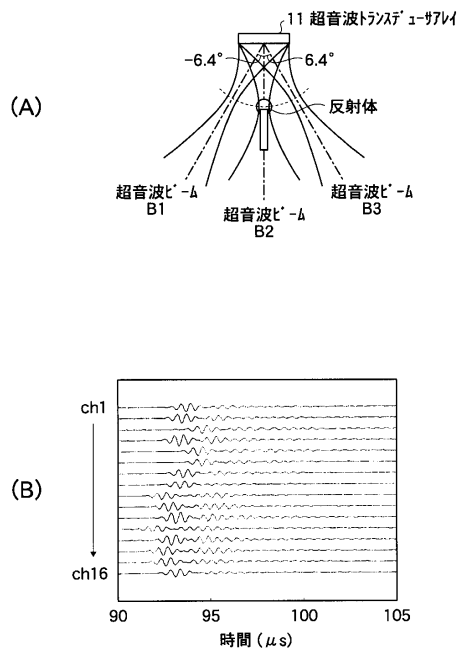 11 超音波トランスデューサアレイ
(A)
-6.4°
6.4°
反射体
超音波ビーム
B1
超音波ビーム
B2
超音波ビーム
B3
(B)
ch1
ch16
90
95
100
105
時間(μs)